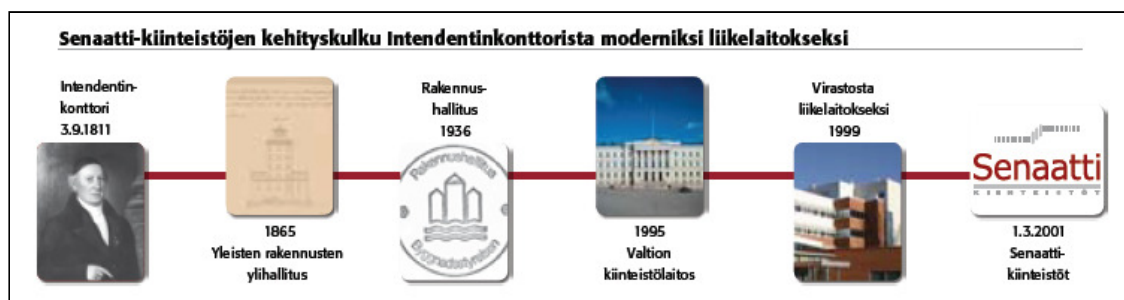 Senaatti-kiinteistöjen kehityskulku Intendentinkonttorista moderniksi liikelaitokseksi
Intendentin-
konttori
3.9.1811
1865
Yleisten rakennusten
ylihallitus
Rakennus-
hallitus
1936
Rakennushallitus
Byggnadsstyrelsen
1995
Valtion
kiinteistölaitos
Virastosta
liikelaitokseksi
1999
Senaatti
KIINTEISTÖT
1.3.2001
Senaatti-
kiinteistöt